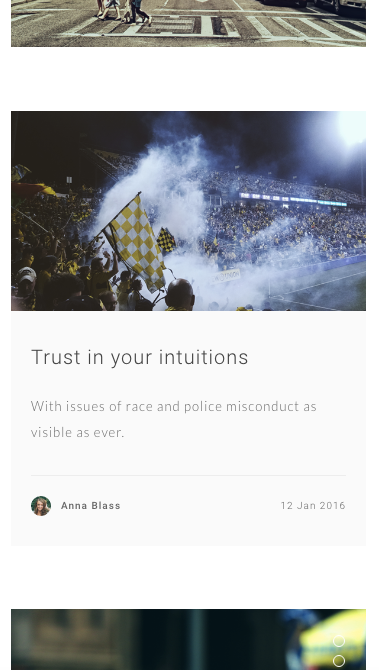 Trust in your intuitions
With issues of race and police misconduct as
visible as ever.
Anna Blass
12 Jan 2016